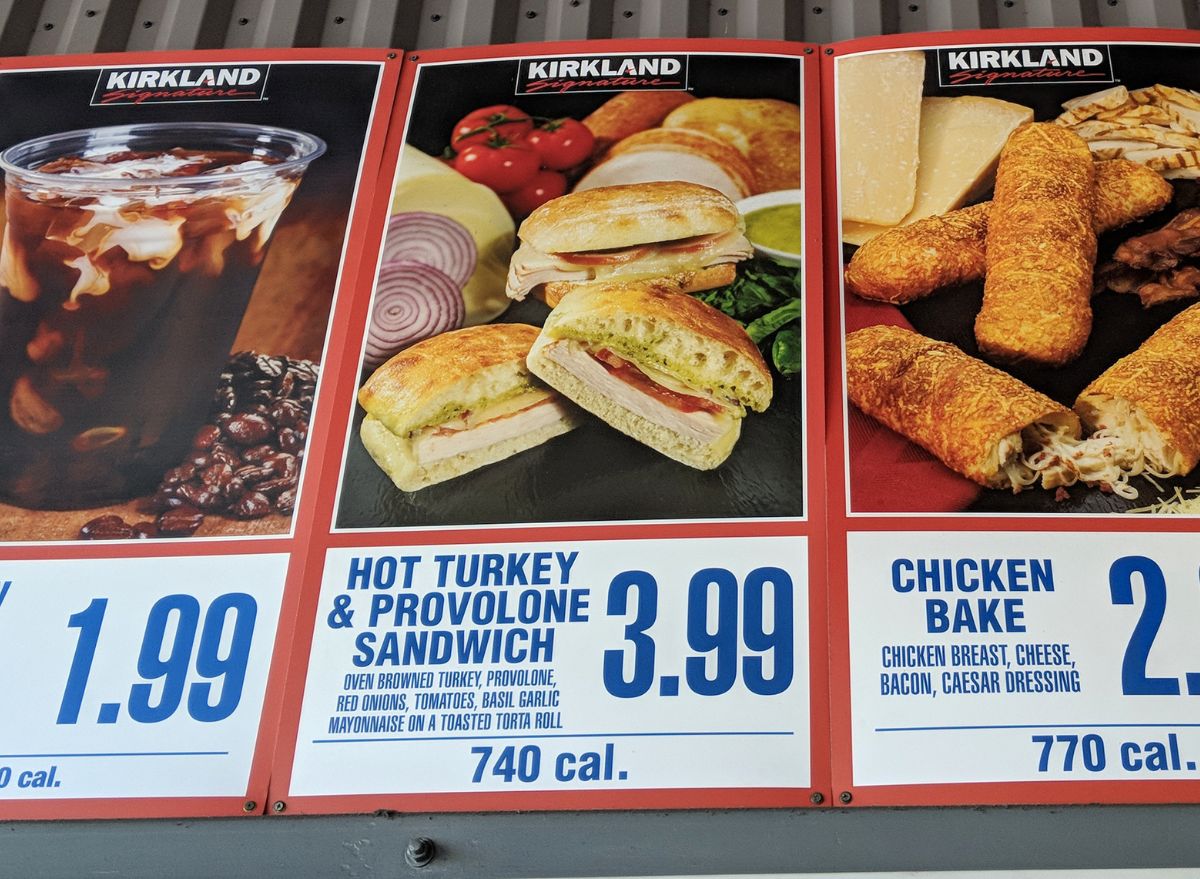 KIRKLAND
Signature
1.99
0 cal.
KIRKLAND
Signature
HOT TURKEY
& PROVOLONE
SANDWICH
3.99
OVEN BROWNED TURKEY, PROVOLONE,
RED ONIONS, TOMATOES, BASIL GARLIC
MAYONNAISE ON A TOASTED TORTA ROLL
740 cal.
KIRKLAND
Signature
CHICKEN
BAKE
2.
CHICKEN BREAST, CHEESE,
BACON, CAESAR DRESSING
770 cal.